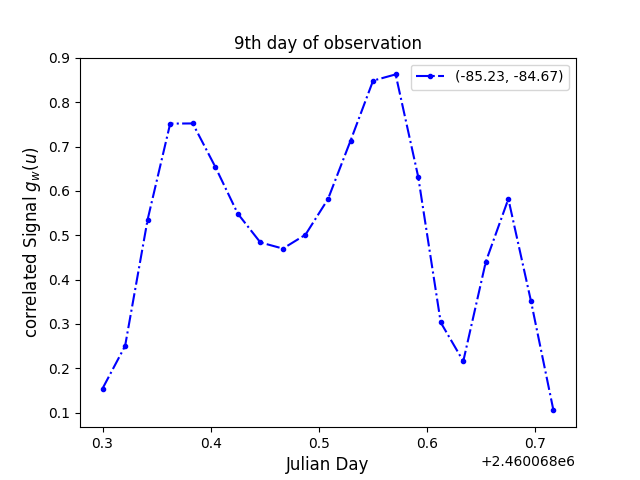 9th day of observation
(-85.23, -84.67)
correlated Signal g_w(u)
0.9
0.8
0.7
0.6
0.5
0.4
0.3
0.2
0.1
0.3 0.4 0.5 0.6 0.7
Julian Day
+2.460068e6